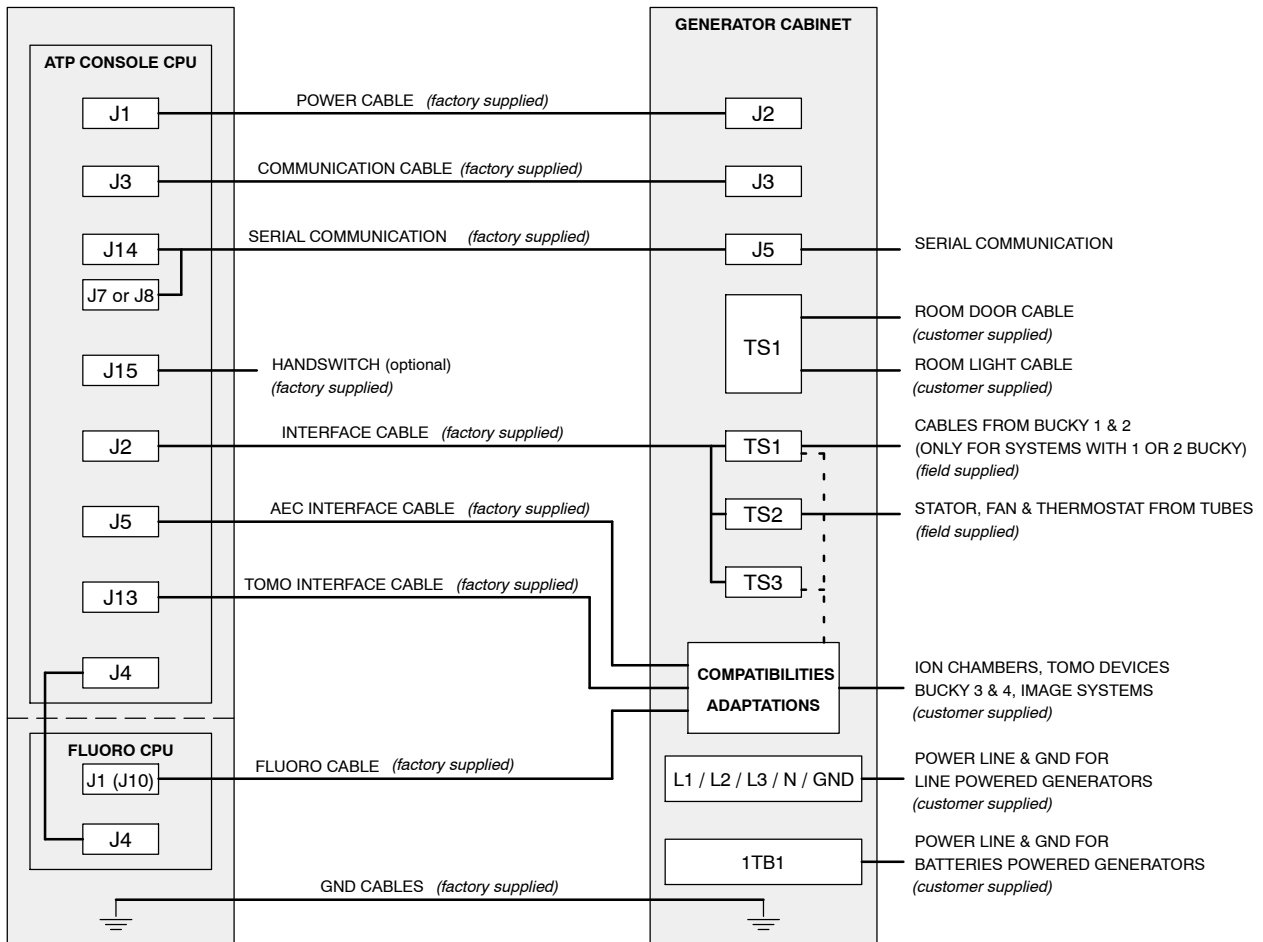 GENERATOR CABINET
ATP CONSOLE CPU
J1
POWER CABLE (factory supplied)
J2
J3
COMMUNICATION CABLE (factory supplied)
J3
J14
SERIAL COMMUNICATION (factory supplied)
J5
SERIAL COMMUNICATION
J7 or J8
TS1
ROOM DOOR CABLE
(customer supplied)
ROOM LIGHT CABLE
(customer supplied)
J15
HANDSWITCH (optional)
(factory supplied)
J2
INTERFACE CABLE (factory supplied)
TS1
CABLES FROM BUCKY 1 & 2
(ONLY FOR SYSTEMS WITH 1 OR 2 BUCKY)
(field supplied)
J5
AEC INTERFACE CABLE (factory supplied)
TS2
STATOR, FAN & THERMOSTAT FROM TUBES
(field supplied)
J13
TOMO INTERFACE CABLE (factory supplied)
TS3
J4
COMPATIBILITIES
ADAPTATIONS
ION CHAMBERS, TOMO DEVICES
BUCKY 3 & 4, IMAGE SYSTEMS
(customer supplied)
FLUORO CPU
J1 (J10)
FLUORO CABLE (factory supplied)
L1 / L2 / L3 / N / GND
POWER LINE & GND FOR
LINE POWERED GENERATORS
(customer supplied)
J4
1TB1
POWER LINE & GND FOR
BATTERIES POWERED GENERATORS
(customer supplied)
GND CABLES (factory supplied)